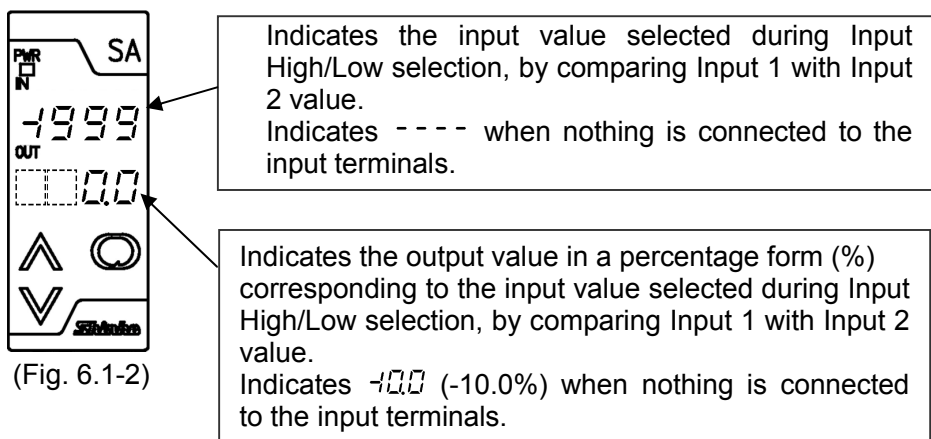 PWR
SA
IN
-1999
OUT
0.0
Shinko
(Fig. 6.1-2)
Indicates the input value selected during Input
High/Low selection, by comparing Input 1 with Input
2 value.
Indicates - - - - when nothing is connected to the
input terminals.
Indicates the output value in a percentage form (%)
corresponding to the input value selected during Input
High/Low selection, by comparing Input 1 with Input 2
value.
Indicates -10.0 (-10.0%) when nothing is connected
to the input terminals.